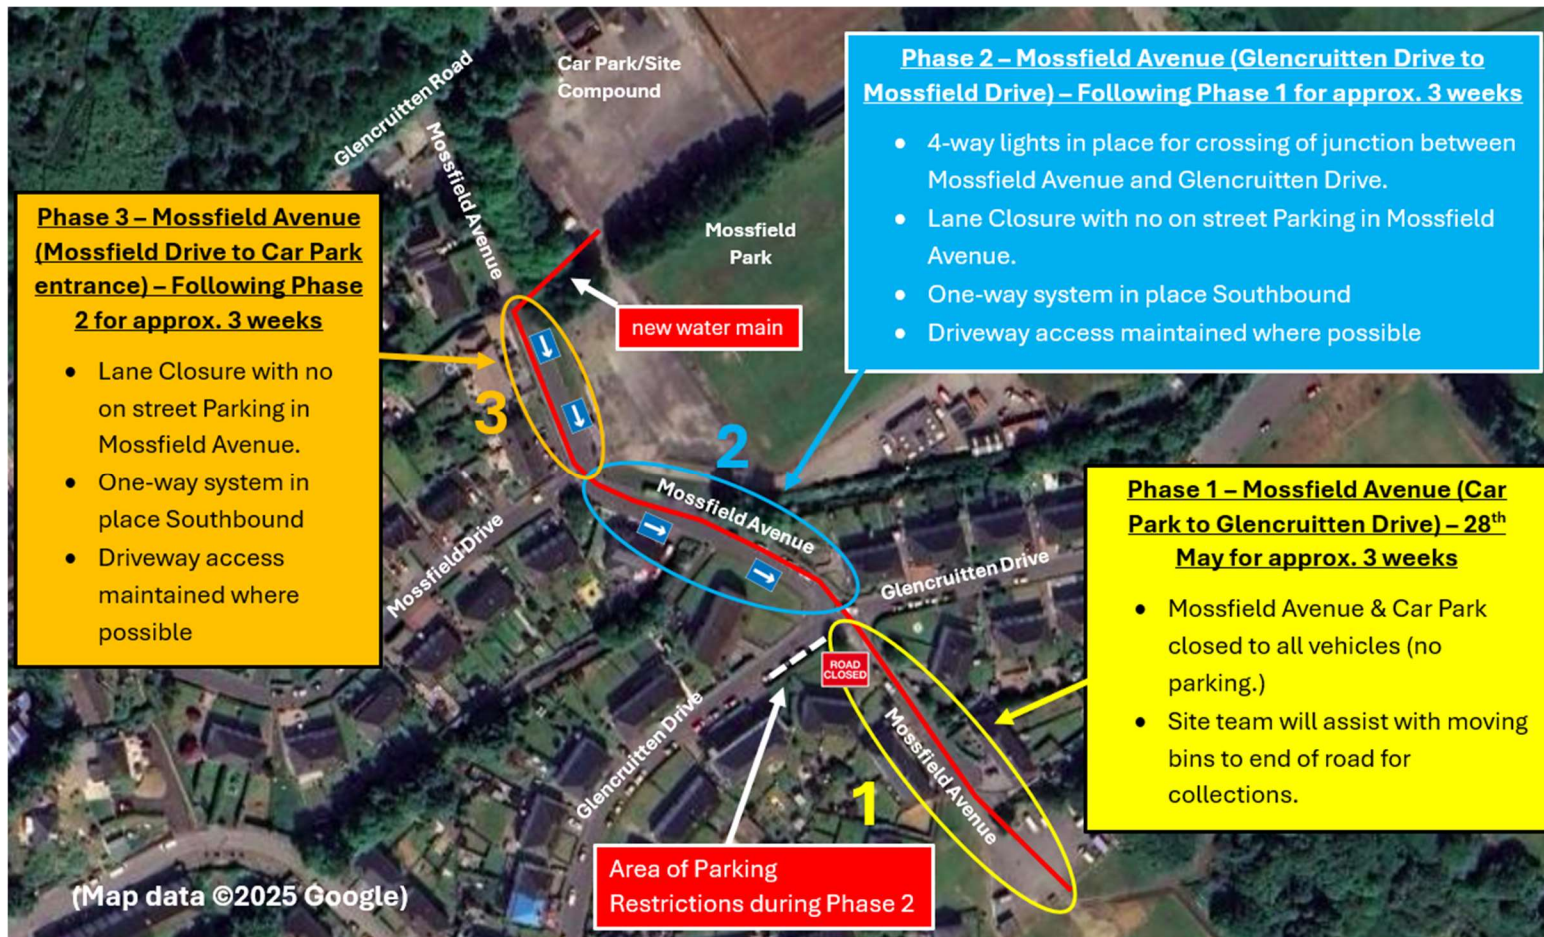 Glencruitten Road
Mossfield Avenue
Car Park/Site
Compound
Mossfield
Park
Phase 2 – Mossfield Avenue (Glencruitten Drive to
Mossfield Drive) – Following Phase 1 for approx. 3 weeks
● 4-way lights in place for crossing of junction between
Mossfield Avenue and Glencruitten Drive.
● Lane Closure with no on street Parking in Mossfield
Avenue.
● One-way system in place Southbound
● Driveway access maintained where possible
Phase 3 – Mossfield Avenue
(Mossfield Drive to Car Park
entrance) – Following Phase
2 for approx. 3 weeks
● Lane Closure with no
on street Parking in
Mossfield Avenue.
● One-way system in
place Southbound
● Driveway access
maintained where
possible
new water main
3
2
Mossfield Avenue
Mossfield Drive
Glencruitten Drive
Phase 1 – Mossfield Avenue (Car
Park to Glencruitten Drive) – 28th
May for approx. 3 weeks
● Mossfield Avenue & Car Park
closed to all vehicles (no
parking.)
● Site team will assist with moving
bins to end of road for
collections.
ROAD
CLOSED
Glencruitten Drive
Mossfield Avenue
1
Area of Parking
Restrictions during Phase 2
(Map data ©2025 Google)